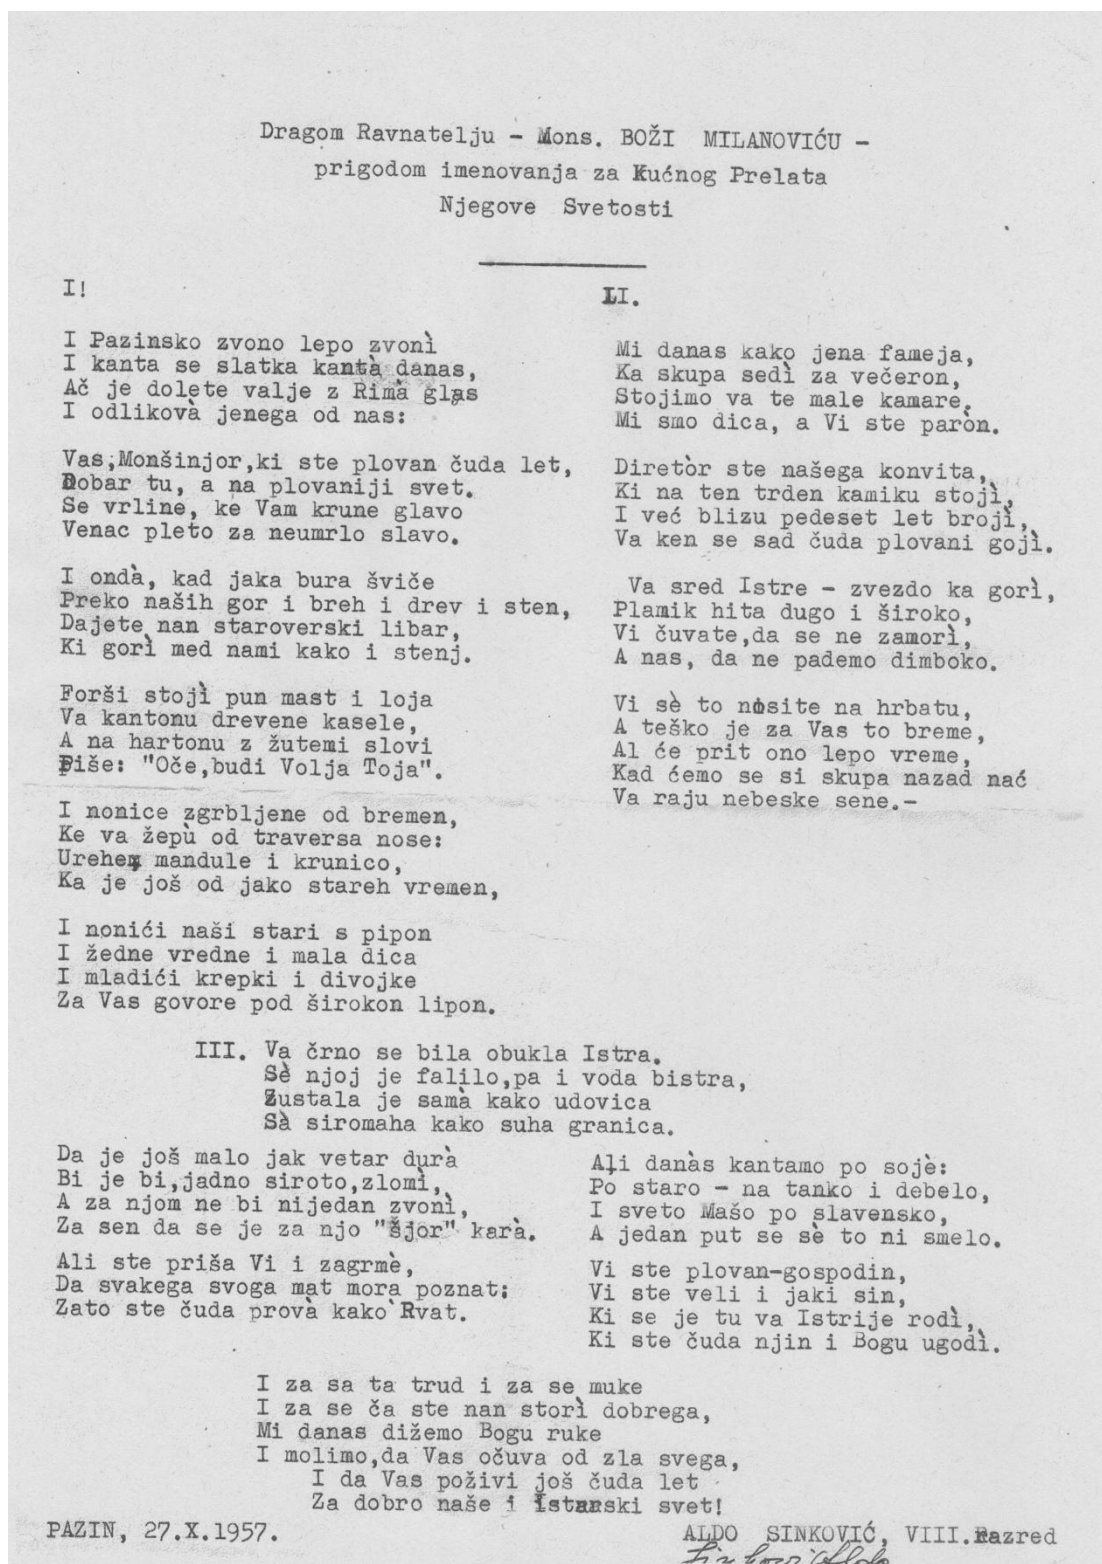 Dragom Ravnatelju - Mons. BOŽI MILANOVIĆU -
prigodom imenovanja za Kućnog Prelata
Njegove Svetosti
I!
I Pazinsko zvono lepo zvonì
I kanta se slatka kantà danas,
Ač je dolete valje z Rimà glas
I odlikovà jenega od nas:
Vas,Monšinjor,ki ste plovan čuda let,
Dobar tu, a na plovaniji svet.
Se vrline, ke Vam krune glavo
Venac pleto za neumrlo slavo.
I ondà, kad jaka bura šviče
Preko naših gor i breh i drev i sten,
Dajete nan staroverski libar,
Ki gorì med nami kako i stenj.
Forši stojì pun mast i loja
Va kantonu drevene kasele,
A na hartonu z žutemi slovi
Piše: "Oče,budi Volja Toja".
I nonice zgrbljene od bremen,
Ke va žepù od traversa nose:
Urehe, mandule i krunico,
Ka je još od jako stareh vremen,
I nonići naši stari s pipon
I žedne vredne i mala dica
I mladići krepki i divojke
Za Vas govore pod širokon lipon.
II.
Mi danas kako jena fameja,
Ka skupa sedì za večeron,
Stojimo va te male kamare,
Mi smo dica, a Vi ste paròn.
Diretòr ste našega konvita,
Ki na ten trden kamiku stojì,
I već blizu pedeset let brojì,
Va ken se sad čuda plovani gojì.
Va sred Istre - zvezdo ka gorì,
Plamik hita dugo i široko,
Vi čuvate,da se ne zamorì,
A nas, da ne pademo dimboko.
Vi sè to nosite na hrbatu,
A teško je za Vas to breme,
Al će prit ono lepo vreme,
Kad ćemo se si skupa nazad nać
Va raju nebeske sene.-
III. Va črno se bila obukla Istra.
Sè njoj je falilo,pa i voda bistra,
Zustala je samà kako udovica
Sà siromaha kako suha granica.
Da je još malo jak vetar durà
Bi je bi,jadno siroto,zlomì,
A za njom ne bi nijedan zvonì,
Za sen da se je za njo "šjor" karà.
Ali ste priša Vi i zagrmè,
Da svakega svoga mat mora poznat;
Zato ste čuda provà kako Rvat.
Ali danàs kantamo po sojè:
Po staro - na tanko i debelo,
I sveto Mašo po slavensko,
A jedan put se sè to ni smelo.
Vi ste plovan-gospodin,
Vi ste veli i jaki sin,
Ki se je tu va Istrije rodì,
Ki ste čuda njin i Bogu ugodì.
I za sa ta trud i za se muke
I za se ča ste nan storì dobrega,
Mi danas dižemo Bogu ruke
I molimo,da Vas očuva od zla svega,
I da Vas poživi još čuda let
Za dobro naše i Istarski svet!
PAZIN, 27.X.1957.
ALDO SINKOVIĆ, VIII.Razred
Sinković Aldo